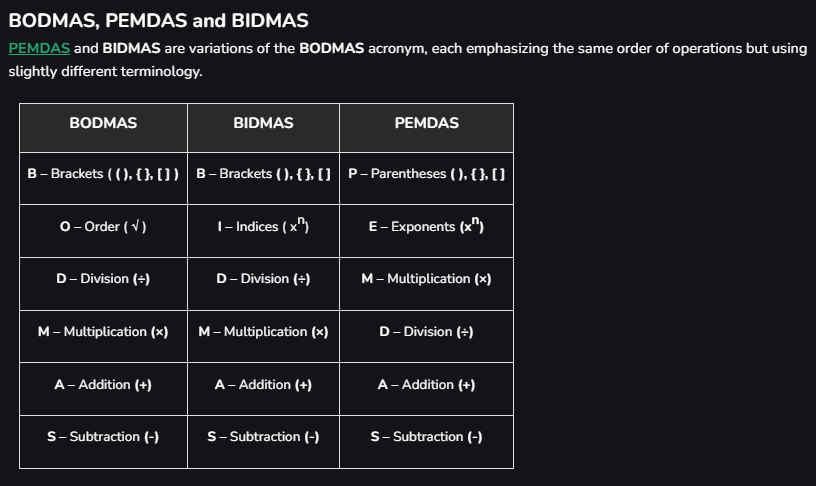 BODMAS, PEMDAS and BIDMAS
PEMDAS and BIDMAS are variations of the BODMAS acronym, each emphasizing the same order of operations but using
slightly different terminology.
BODMAS BIDMAS PEMDAS
B – Brackets ( ( ), { }, [ ] ) B – Brackets ( ), { }, [ ] P – Parentheses ( ), { }, [ ]
O – Order ( √ ) I – Indices ( xⁿ) E – Exponents (xⁿ)
D – Division (÷) D – Division (÷) M – Multiplication (×)
M – Multiplication (×) M – Multiplication (×) D – Division (÷)
A – Addition (+) A – Addition (+) A – Addition (+)
S – Subtraction (-) S – Subtraction (-) S – Subtraction (-)